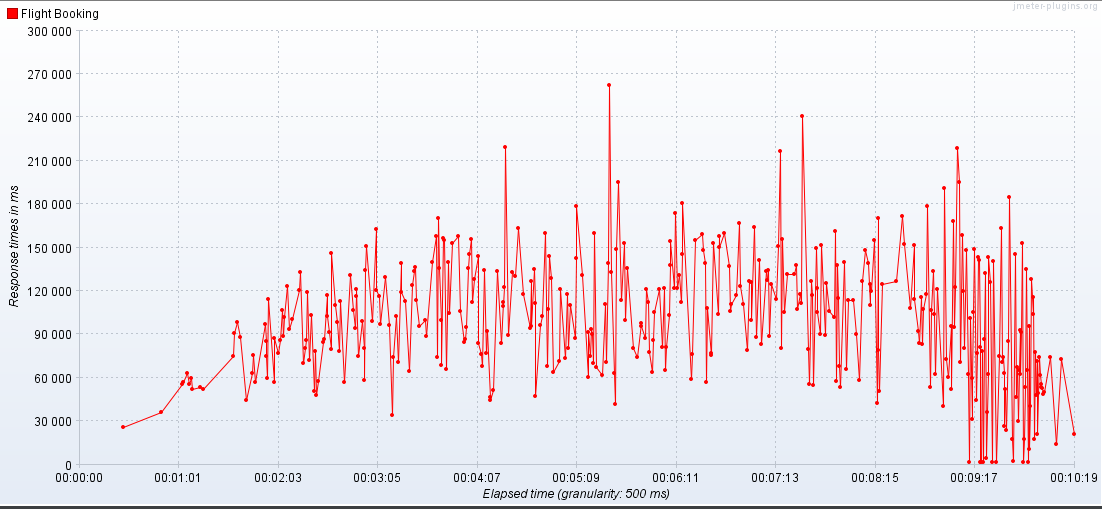 jmeter-plugins.org
Flight Booking
300 000
270 000
240 000
210 000
180 000
150 000
120 000
90 000
60 000
30 000
0
Response times in ms
00:00:00 00:01:01 00:02:03 00:03:05 00:04:07 00:05:09 00:06:11 00:07:13 00:08:15 00:09:17 00:10:19
Elapsed time (granularity: 500 ms)